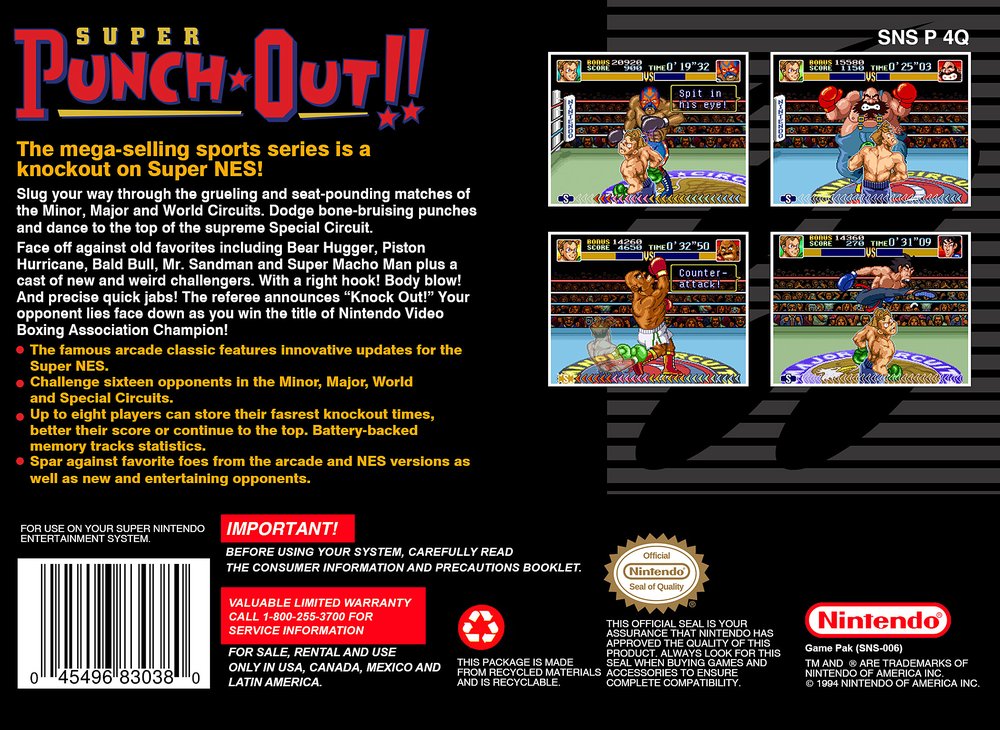 SUPER
PUNCH★OUT!!
SNS P 4Q
The mega-selling sports series is a
knockout on Super NES!
Slug your way through the grueling and seat-pounding matches of
the Minor, Major and World Circuits. Dodge bone-bruising punches
and dance to the top of the supreme Special Circuit.
Face off against old favorites including Bear Hugger, Piston
Hurricane, Bald Bull, Mr. Sandman and Super Macho Man plus a
cast of new and weird challengers. With a right hook! Body blow!
And precise quick jabs! The referee announces “Knock Out!” Your
opponent lies face down as you win the title of Nintendo Video
Boxing Association Champion!
The famous arcade classic features innovative updates for the
Super NES.
Challenge sixteen opponents in the Minor, Major, World
and Special Circuits.
Up to eight players can store their fasrest knockout times,
better their score or continue to the top. Battery-backed
memory tracks statistics.
Spar against favorite foes from the arcade and NES versions as
well as new and entertaining opponents.
BONUS 20920
SCORE 900 TIME 0'19"32
VS
Spit in
his eye!
NINTENDO
BONUS 15580
SCORE 1150 TIME 0'25"03
VS
NINTENDO
BONUS 14260
SCORE 4650 TIME 0'32"50
VS
Counter-
attack!
BONUS 14360
SCORE 270 TIME 0'31"09
VS
FOR USE ON YOUR SUPER NINTENDO
ENTERTAINMENT SYSTEM.
0 45496 83038 0
IMPORTANT!
BEFORE USING YOUR SYSTEM, CAREFULLY READ
THE CONSUMER INFORMATION AND PRECAUTIONS BOOKLET.
VALUABLE LIMITED WARRANTY
CALL 1-800-255-3700 FOR
SERVICE INFORMATION
FOR SALE, RENTAL AND USE
ONLY IN USA, CANADA, MEXICO AND
LATIN AMERICA.
THIS PACKAGE IS MADE
FROM RECYCLED MATERIALS
AND IS RECYCLABLE.
Official
Nintendo®
Seal of Quality
®
THIS OFFICIAL SEAL IS YOUR
ASSURANCE THAT NINTENDO HAS
APPROVED THE QUALITY OF THIS
PRODUCT. ALWAYS LOOK FOR THIS
SEAL WHEN BUYING GAMES AND
ACCESSORIES TO ENSURE
COMPLETE COMPATIBILITY.
Nintendo®
Game Pak (SNS-006)
TM AND ® ARE TRADEMARKS OF
NINTENDO OF AMERICA INC.
© 1994 NINTENDO OF AMERICA INC.